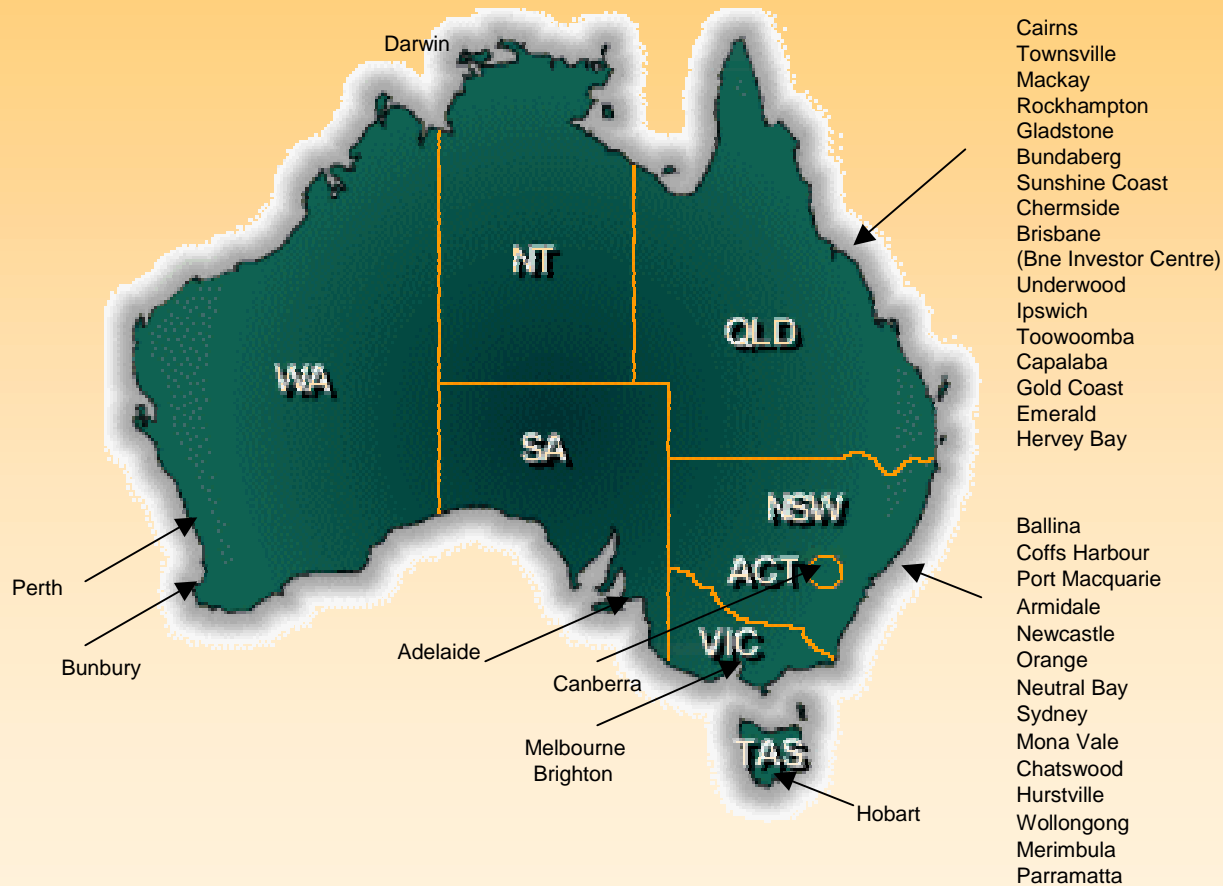 Darwin
Cairns
Townsville
Mackay
Rockhampton
Gladstone
Bundaberg
Sunshine Coast
Chermside
Brisbane
(Bne Investor Centre)
Underwood
Ipswich
Toowoomba
Capalaba
Gold Coast
Emerald
Hervey Bay
NT
QLD
WA
SA
NSW
ACT
VIC
TAS
Perth
Bunbury
Adelaide
Canberra
Melbourne
Brighton
Hobart
Ballina
Coffs Harbour
Port Macquarie
Armidale
Newcastle
Orange
Neutral Bay
Sydney
Mona Vale
Chatswood
Hurstville
Wollongong
Merimbula
Parramatta